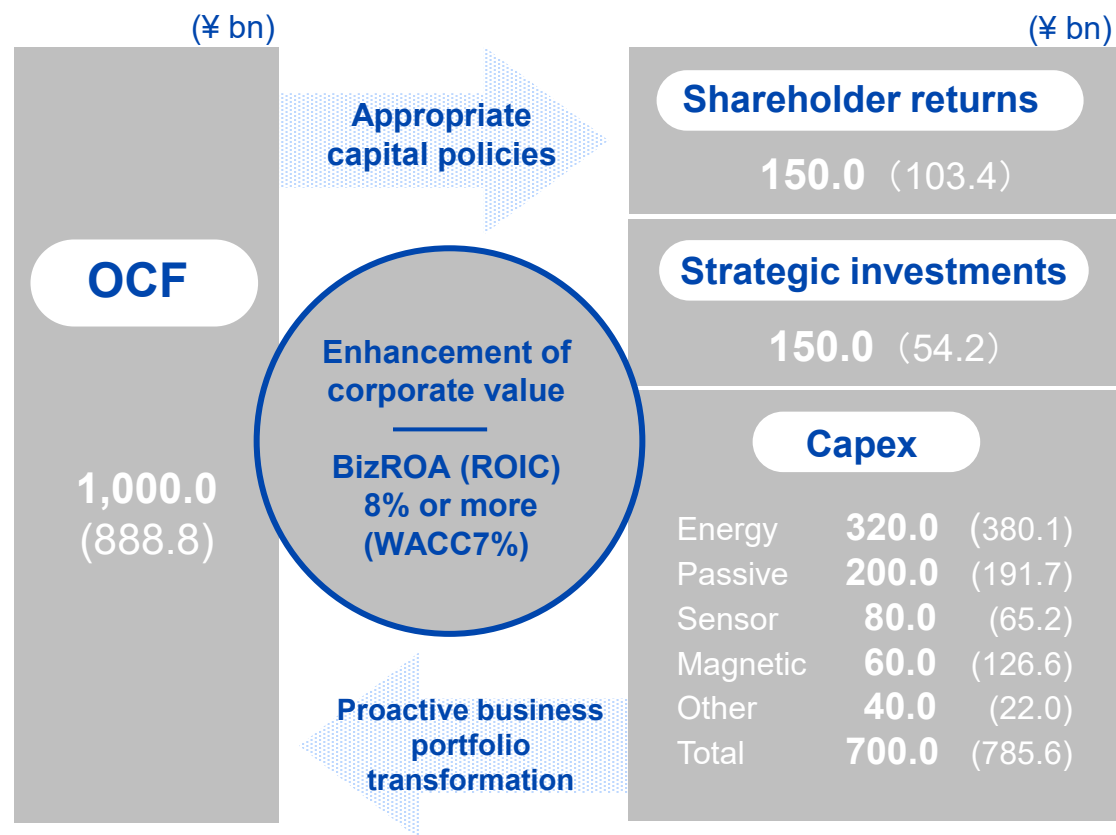 (¥ bn)
OCF
1,000.0
(888.8)
Appropriate
capital policies
Enhancement of
corporate value
BizROA (ROIC)
8% or more
(WACC7%)
Proactive business
portfolio
transformation
(¥ bn)
Shareholder returns
150.0（103.4）
Strategic investments
150.0（54.2）
Capex
Energy 320.0 (380.1)
Passive 200.0 (191.7)
Sensor 80.0 (65.2)
Magnetic 60.0 (126.6)
Other 40.0 (22.0)
Total 700.0 (785.6)